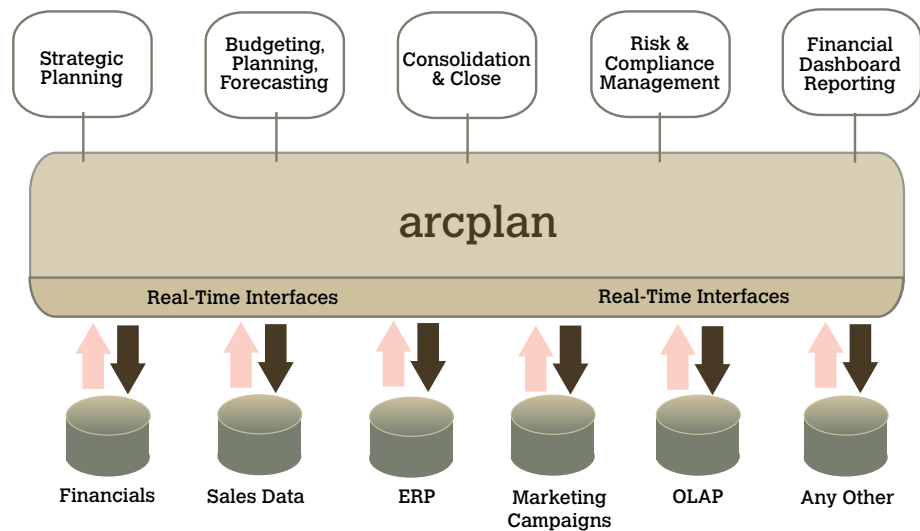 Strategic
Planning
Budgeting,
Planning,
Forecasting
Consolidation
& Close
Risk &
Compliance
Management
Financial
Dashboard
Reporting
arcplan
Real-Time Interfaces
Real-Time Interfaces
Financials
Sales Data
ERP
Marketing
Campaigns
OLAP
Any Other